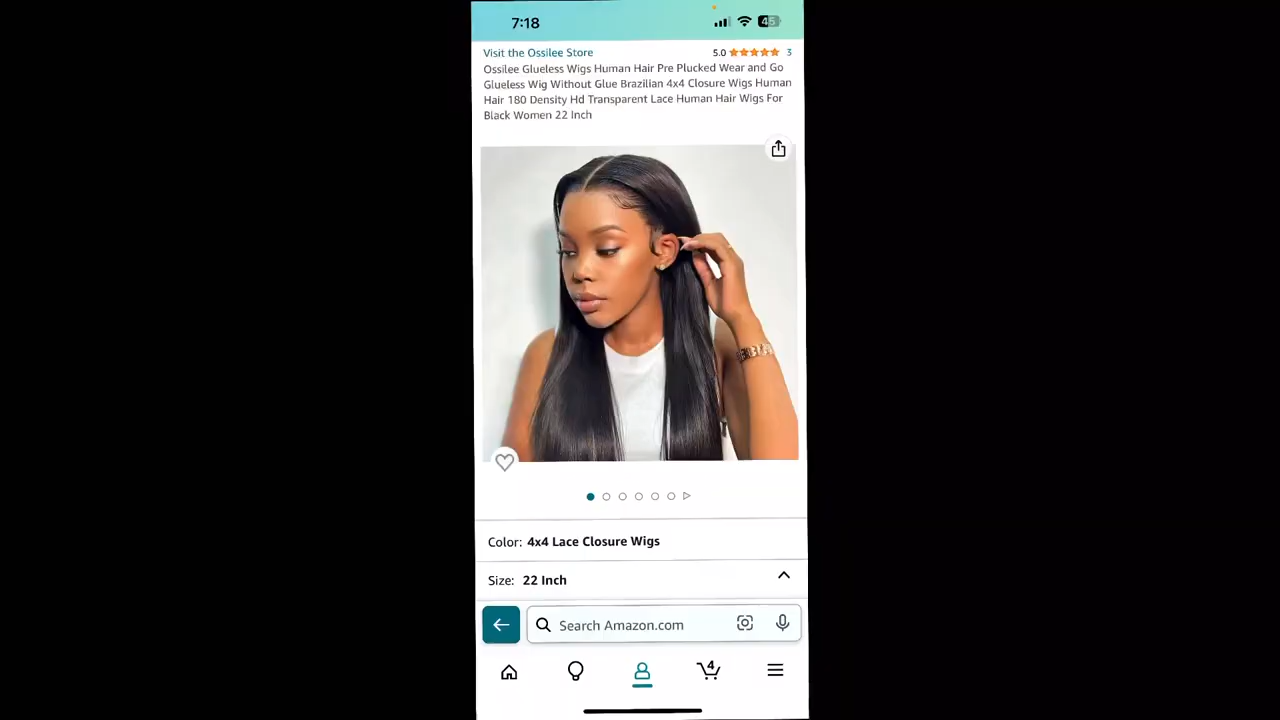 7:18
45
Visit the Ossilee Store
5.0 3
Ossilee Glueless Wigs Human Hair Pre Plucked Wear and Go
Glueless Wig Without Glue Brazilian 4x4 Closure Wigs Human
Hair 180 Density Hd Transparent Lace Human Hair Wigs For
Black Women 22 Inch
Color: 4x4 Lace Closure Wigs
Size: 22 Inch
Search Amazon.com
4